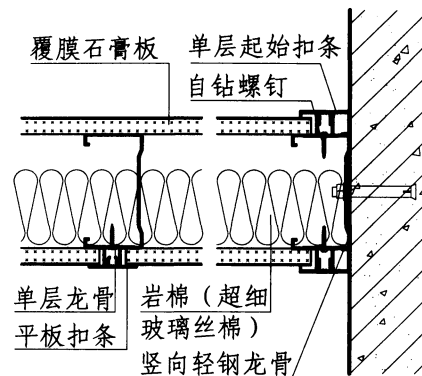 覆膜石膏板
单层起始扣条
自钻螺钉
单层龙骨
平板扣条
岩棉（超细
玻璃丝棉）
竖向轻钢龙骨